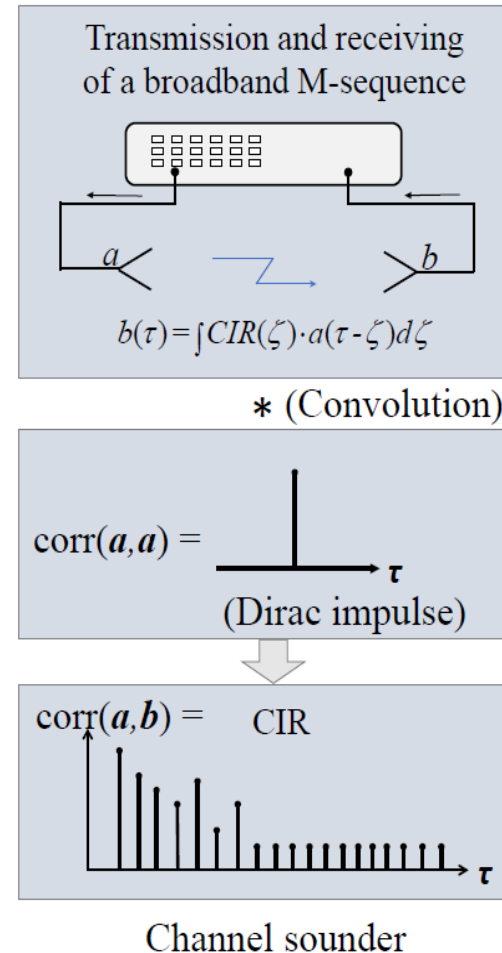 Transmission and receiving
of a broadband M-sequence
a
b
b(τ) = ∫CIR(ζ)·a(τ-ζ)dζ
* (Convolution)
corr(a,a) =
τ
(Dirac impulse)
corr(a,b) = CIR
τ
Channel sounder